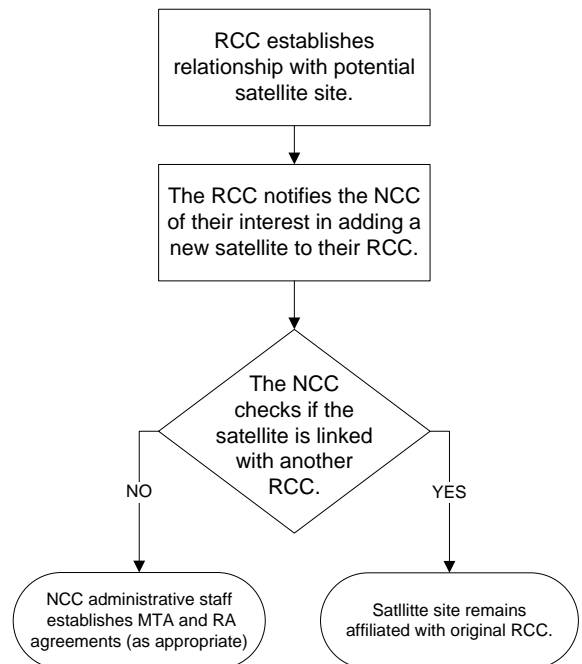 RCC establishes
relationship with potential
satellite site.
The RCC notifies the NCC
of their interest in adding a
new satellite to their RCC.
The NCC
checks if the
satellite is linked
with another
RCC.
NO
YES
NCC administrative staff
establishes MTA and RA
agreements (as appropriate)
Satllitte site remains
affiliated with original RCC.